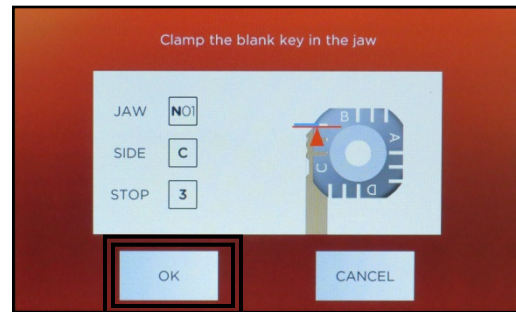 Clamp the blank key in the jaw
JAW N01
SIDE C
STOP 3
B
A
C
D
OK
CANCEL